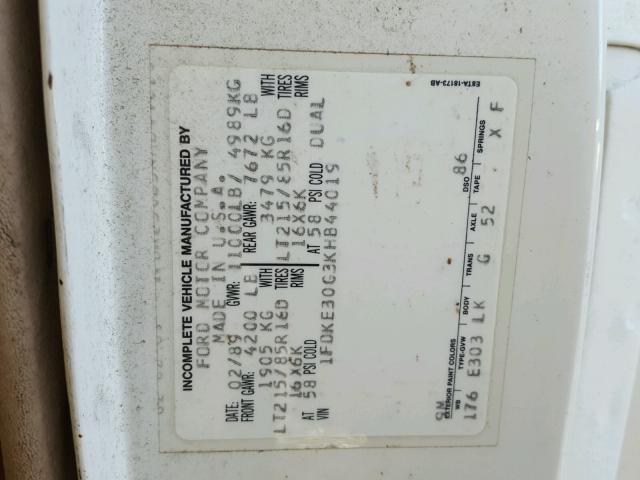 INCOMPLETE VEHICLE MANUFACTURED BY
FORD MOTOR COMPANY
MADE IN U.S.A.
DATE: 02/89 GVWR: 11000LB/ 4989KG
FRONT GAWR: 4200 LB REAR GAWR: 7672 LB
1905 KG WITH 3479 KG WITH
LT215/85R16D TIRES LT215/85R16D TIRES
16X6K RIMS 16X6K RIMS
AT 58 PSI COLD AT 58 PSI COLD DUAL
VIN 1FDKE30G3KHB44019
9M DSO 86
EXTERIOR PAINT COLORS
WB TYPE-GVW BODY TRANS AXLE TAPE SPRINGS
176 E303 LK G 52 X F
E8TA-18173-AB